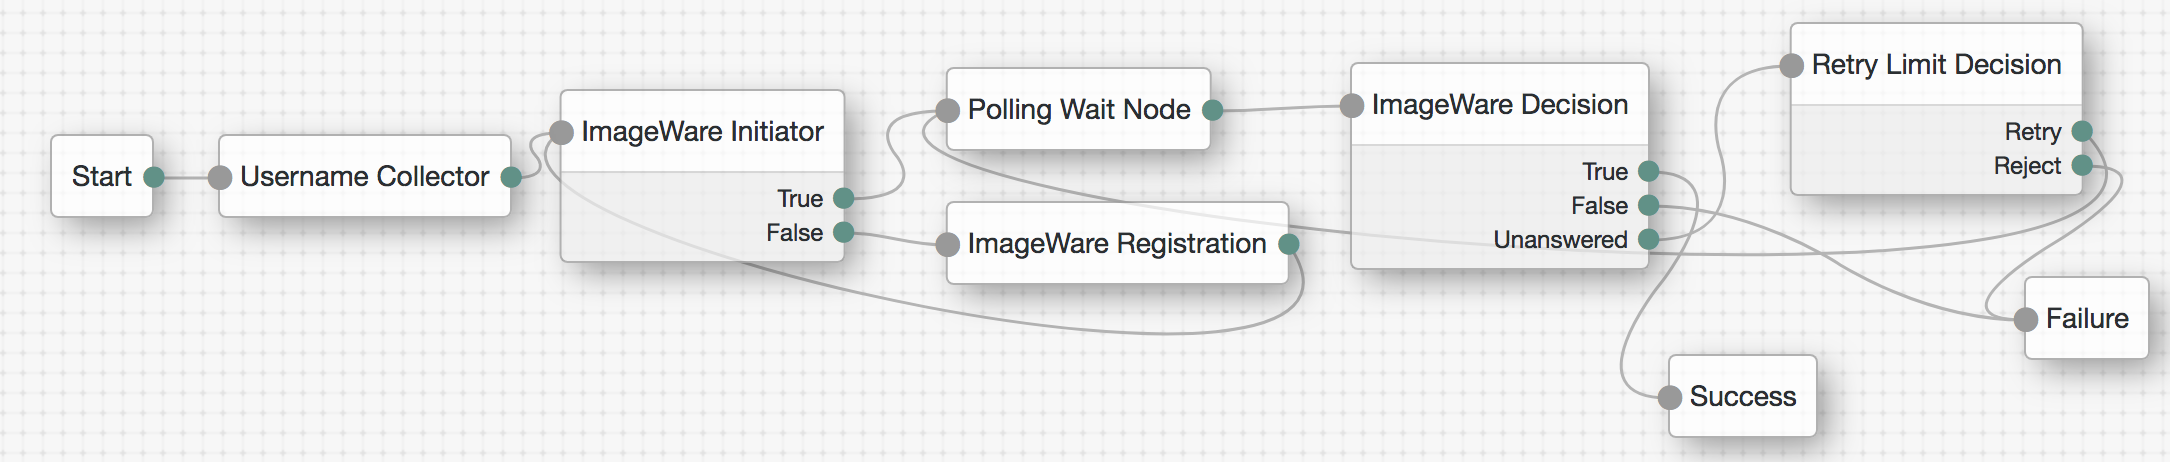 Start
Username Collector
ImageWare Initiator
True
False
Polling Wait Node
ImageWare Registration
ImageWare Decision
True
False
Unanswered
Retry Limit Decision
Retry
Reject
Failure
Success